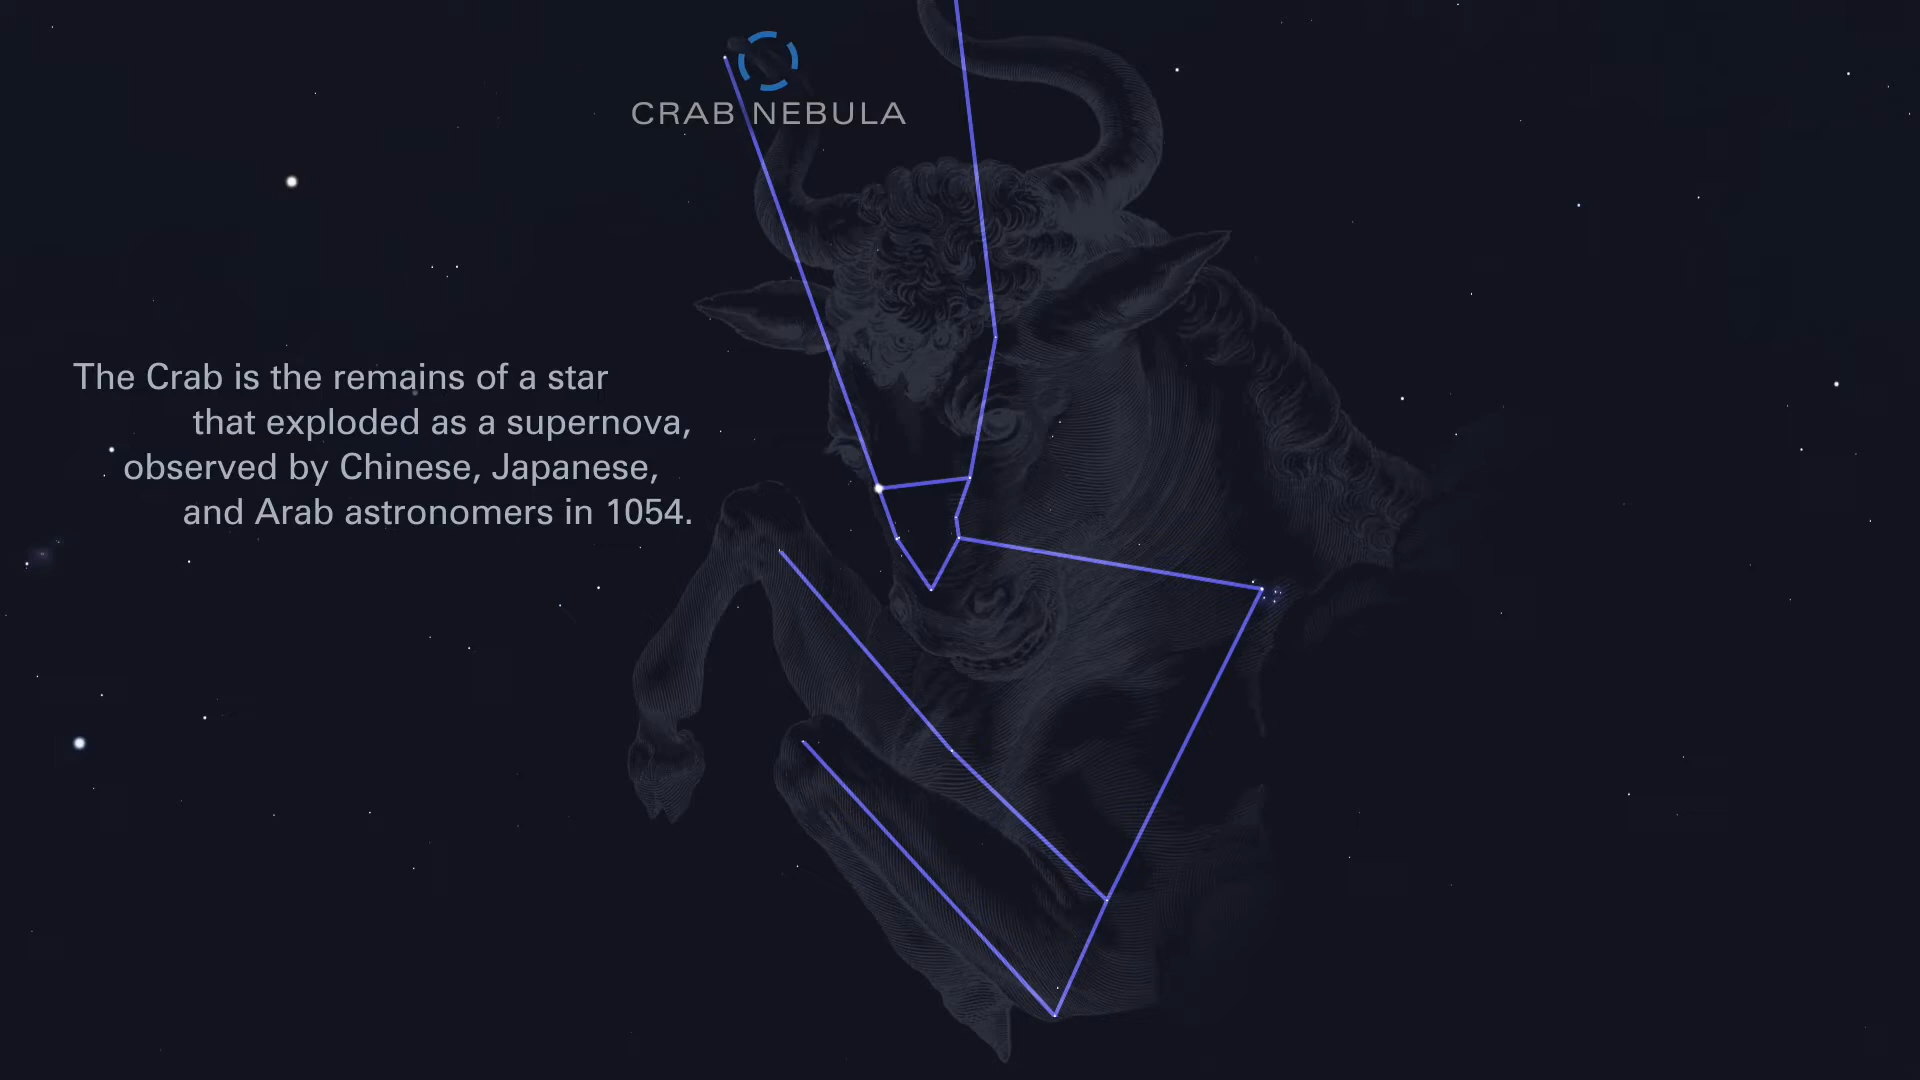 CRAB NEBULA
The Crab is the remains of a star
that exploded as a supernova,
observed by Chinese, Japanese,
and Arab astronomers in 1054.